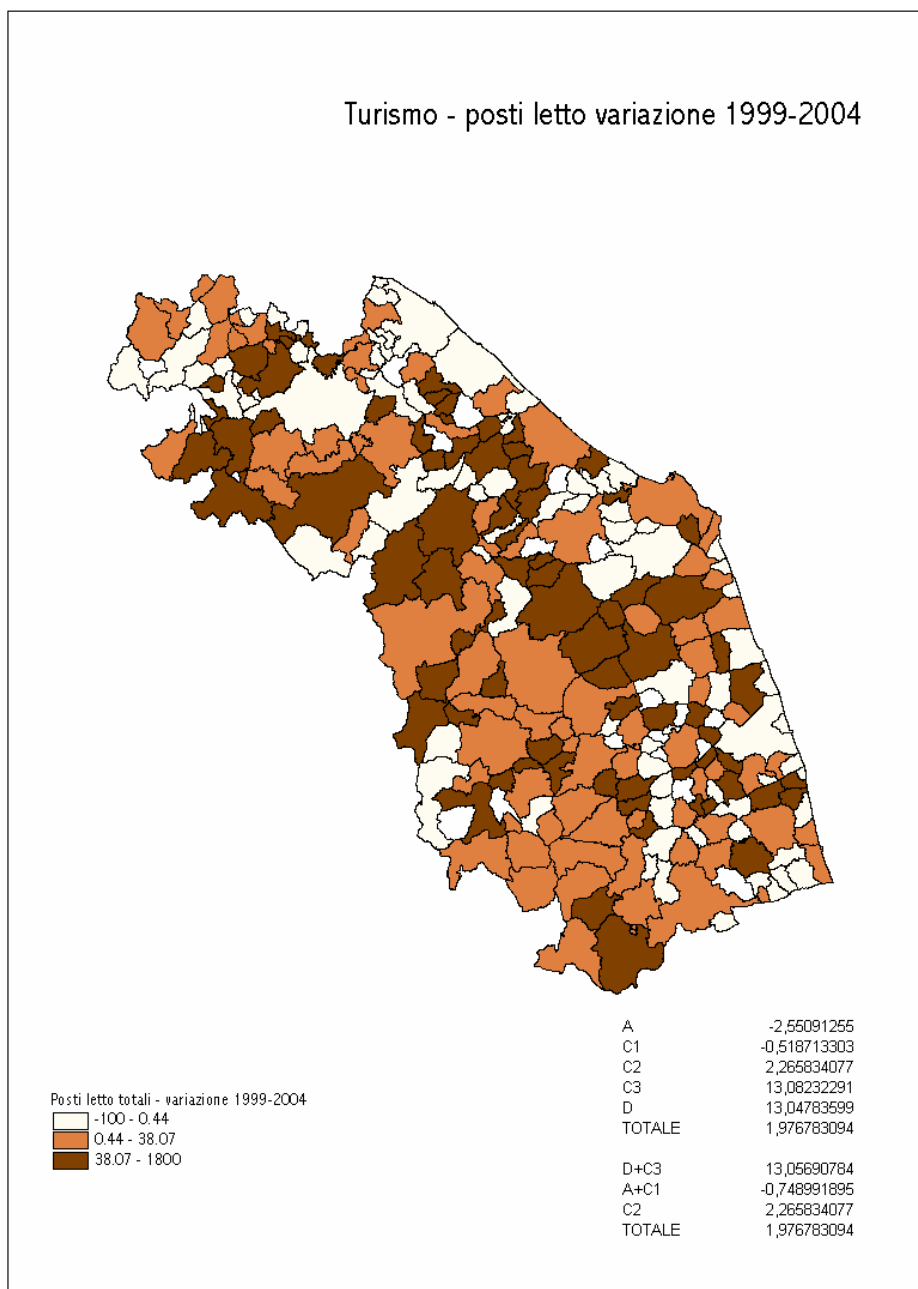 Turismo - posti letto variazione 1999-2004
A -2,55091255
C1 -0,518713303
C2 2,265834077
C3 13,08232291
D 13,04783599
TOTALE 1,976783094
D+C3 13,05690784
A+C1 -0,748991895
C2 2,265834077
TOTALE 1,976783094
Posti letto totali - variazione 1999-2004
-100 - 0.44
0.44 - 38.07
38.07 - 1800